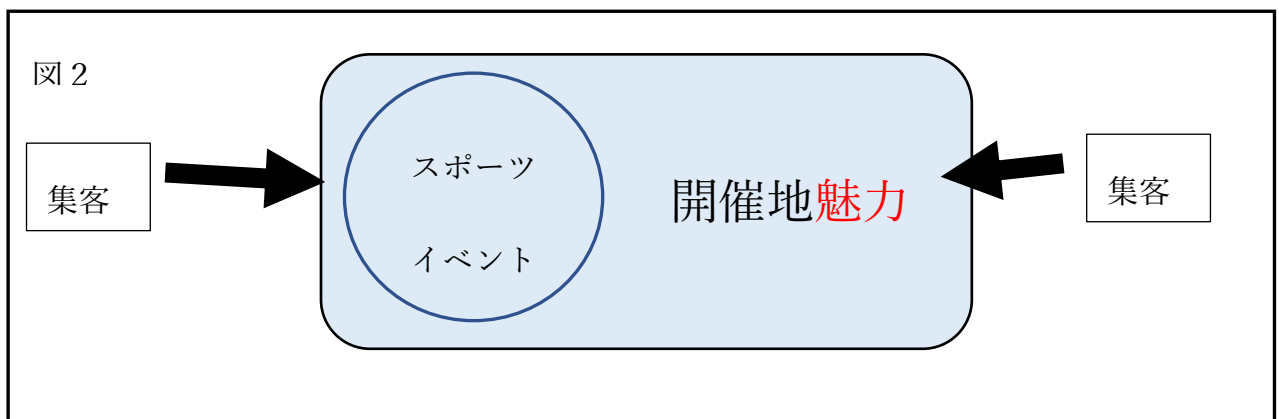 図２
集客
スポーツ
イベント
開催地魅力
集客